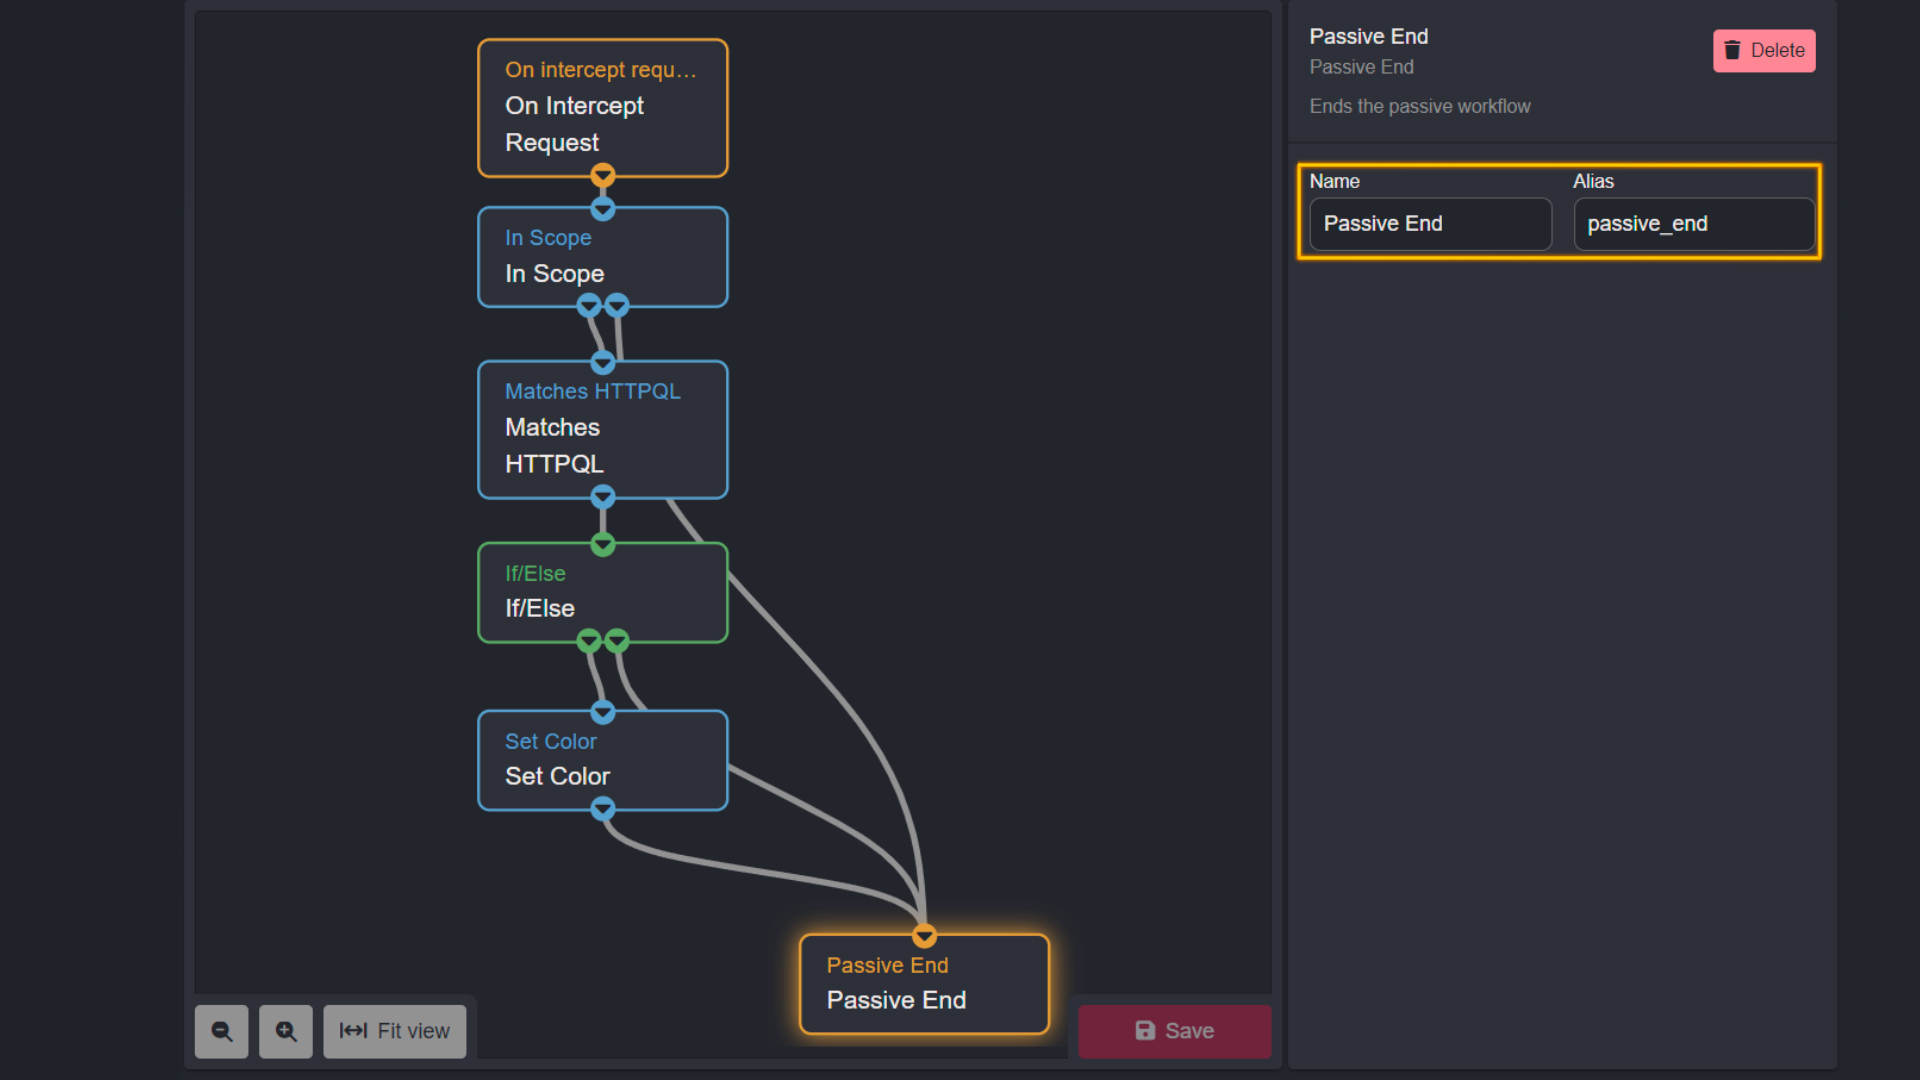 On intercept requ...
On Intercept
Request
In Scope
In Scope
Matches HTTPQL
Matches
HTTPQL
If/Else
If/Else
Set Color
Set Color
Passive End
Passive End
Fit view
Save
Passive End
Passive End
Delete
Ends the passive workflow
Name
Alias
Passive End
passive_end